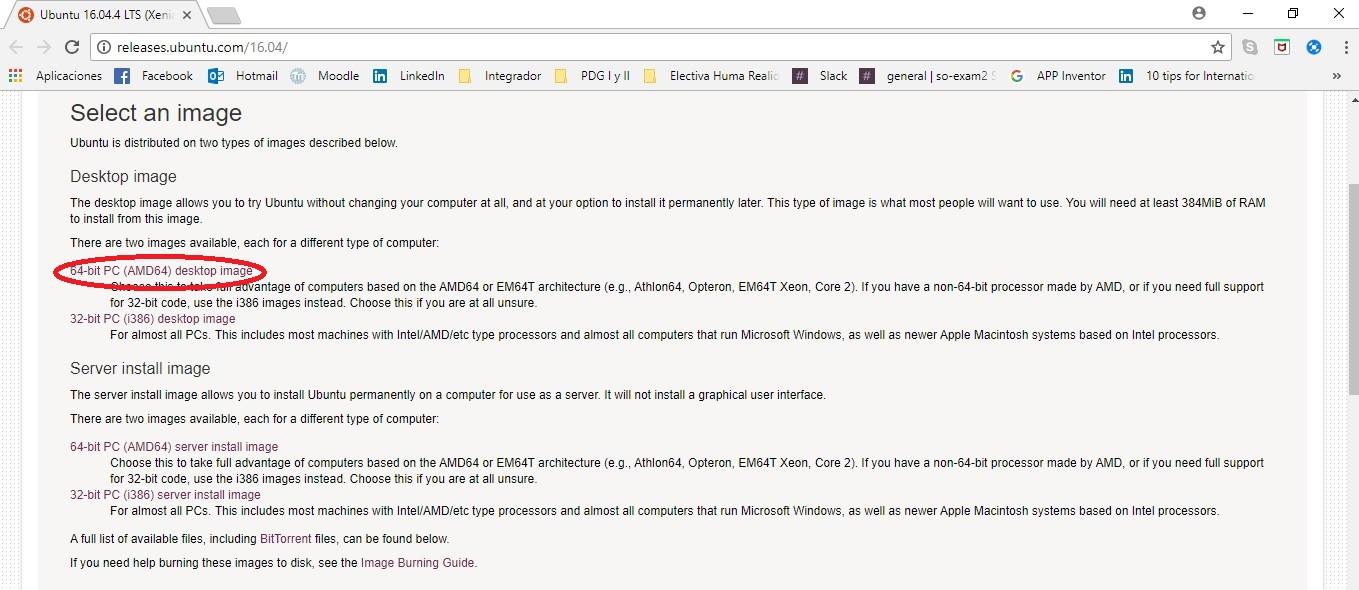 Ubuntu 16.04.4 LTS (Xeni
releases.ubuntu.com/16.04/
Aplicaciones Facebook Hotmail Moodle LinkedIn Integrador PDG I y II Electiva Huma Realid Slack general | so-exam2 S APP Inventor 10 tips for Internatio »
Select an image
Ubuntu is distributed on two types of images described below.
Desktop image
The desktop image allows you to try Ubuntu without changing your computer at all, and at your option to install it permanently later. This type of image is what most people will want to use. You will need at least 384MiB of RAM
to install from this image.
There are two images available, each for a different type of computer:
64-bit PC (AMD64) desktop image
Choose this to take full advantage of computers based on the AMD64 or EM64T architecture (e.g., Athlon64, Opteron, EM64T Xeon, Core 2). If you have a non-64-bit processor made by AMD, or if you need full support
for 32-bit code, use the i386 images instead. Choose this if you are at all unsure.
32-bit PC (i386) desktop image
For almost all PCs. This includes most machines with Intel/AMD/etc type processors and almost all computers that run Microsoft Windows, as well as newer Apple Macintosh systems based on Intel processors.
Server install image
The server install image allows you to install Ubuntu permanently on a computer for use as a server. It will not install a graphical user interface.
There are two images available, each for a different type of computer:
64-bit PC (AMD64) server install image
Choose this to take full advantage of computers based on the AMD64 or EM64T architecture (e.g., Athlon64, Opteron, EM64T Xeon, Core 2). If you have a non-64-bit processor made by AMD, or if you need full support
for 32-bit code, use the i386 images instead. Choose this if you are at all unsure.
32-bit PC (i386) server install image
For almost all PCs. This includes most machines with Intel/AMD/etc type processors and almost all computers that run Microsoft Windows, as well as newer Apple Macintosh systems based on Intel processors.
A full list of available files, including BitTorrent files, can be found below.
If you need help burning these images to disk, see the Image Burning Guide.